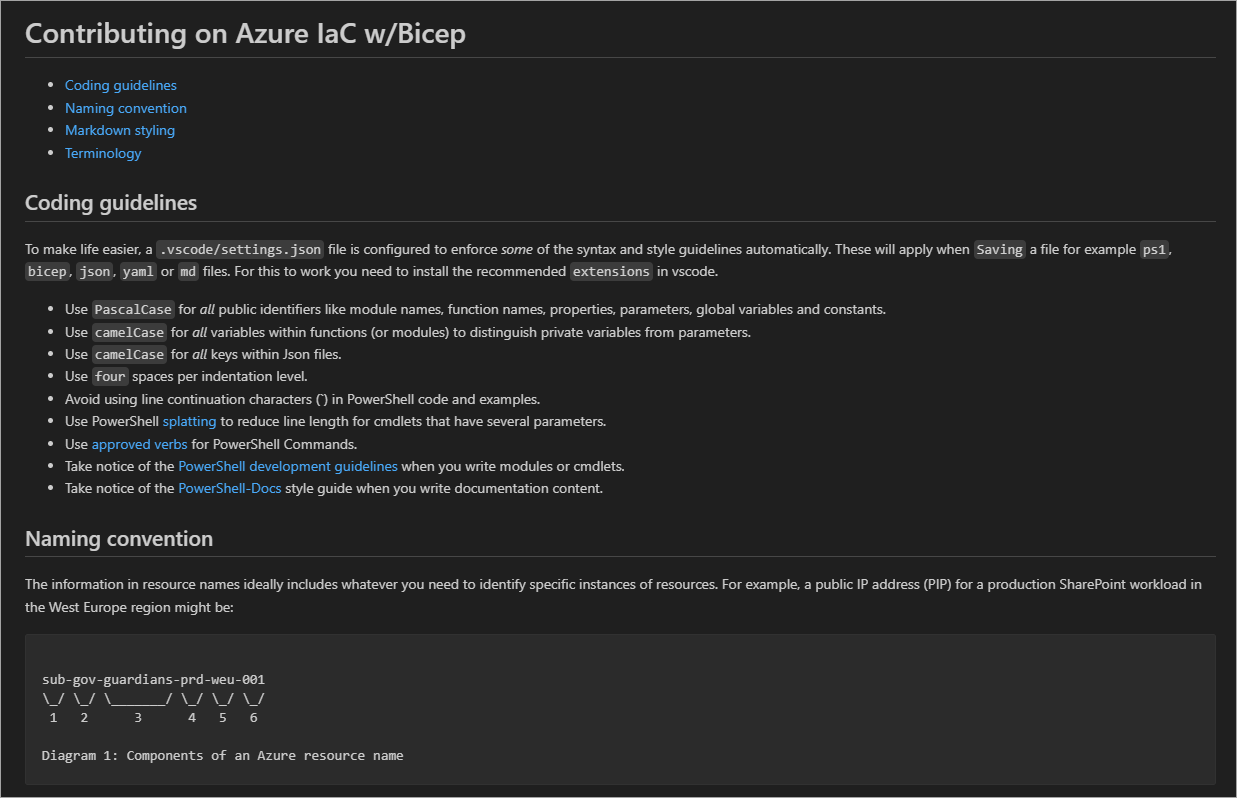 Contributing on Azure IaC w/Bicep
• Coding guidelines
• Naming convention
• Markdown styling
• Terminology
Coding guidelines
To make life easier, a .vscode/settings.json file is configured to enforce some of the syntax and style guidelines automatically. These will apply when Saving a file for example ps1,
bicep, json, yaml or md files. For this to work you need to install the recommended extensions in vscode.
• Use PascalCase for all public identifiers like module names, function names, properties, parameters, global variables and constants.
• Use camelCase for all variables within functions (or modules) to distinguish private variables from parameters.
• Use camelCase for all keys within Json files.
• Use four spaces per indentation level.
• Avoid using line continuation characters (`) in PowerShell code and examples.
• Use PowerShell splatting to reduce line length for cmdlets that have several parameters.
• Use approved verbs for PowerShell Commands.
• Take notice of the PowerShell development guidelines when you write modules or cmdlets.
• Take notice of the PowerShell-Docs style guide when you write documentation content.
Naming convention
The information in resource names ideally includes whatever you need to identify specific instances of resources. For example, a public IP address (PIP) for a production SharePoint workload in
the West Europe region might be:
sub-gov-guardians-prd-weu-001
\_/ \_/ \_______/ \_/ \_/ \_/
 1   2      3      4   5   6
Diagram 1: Components of an Azure resource name